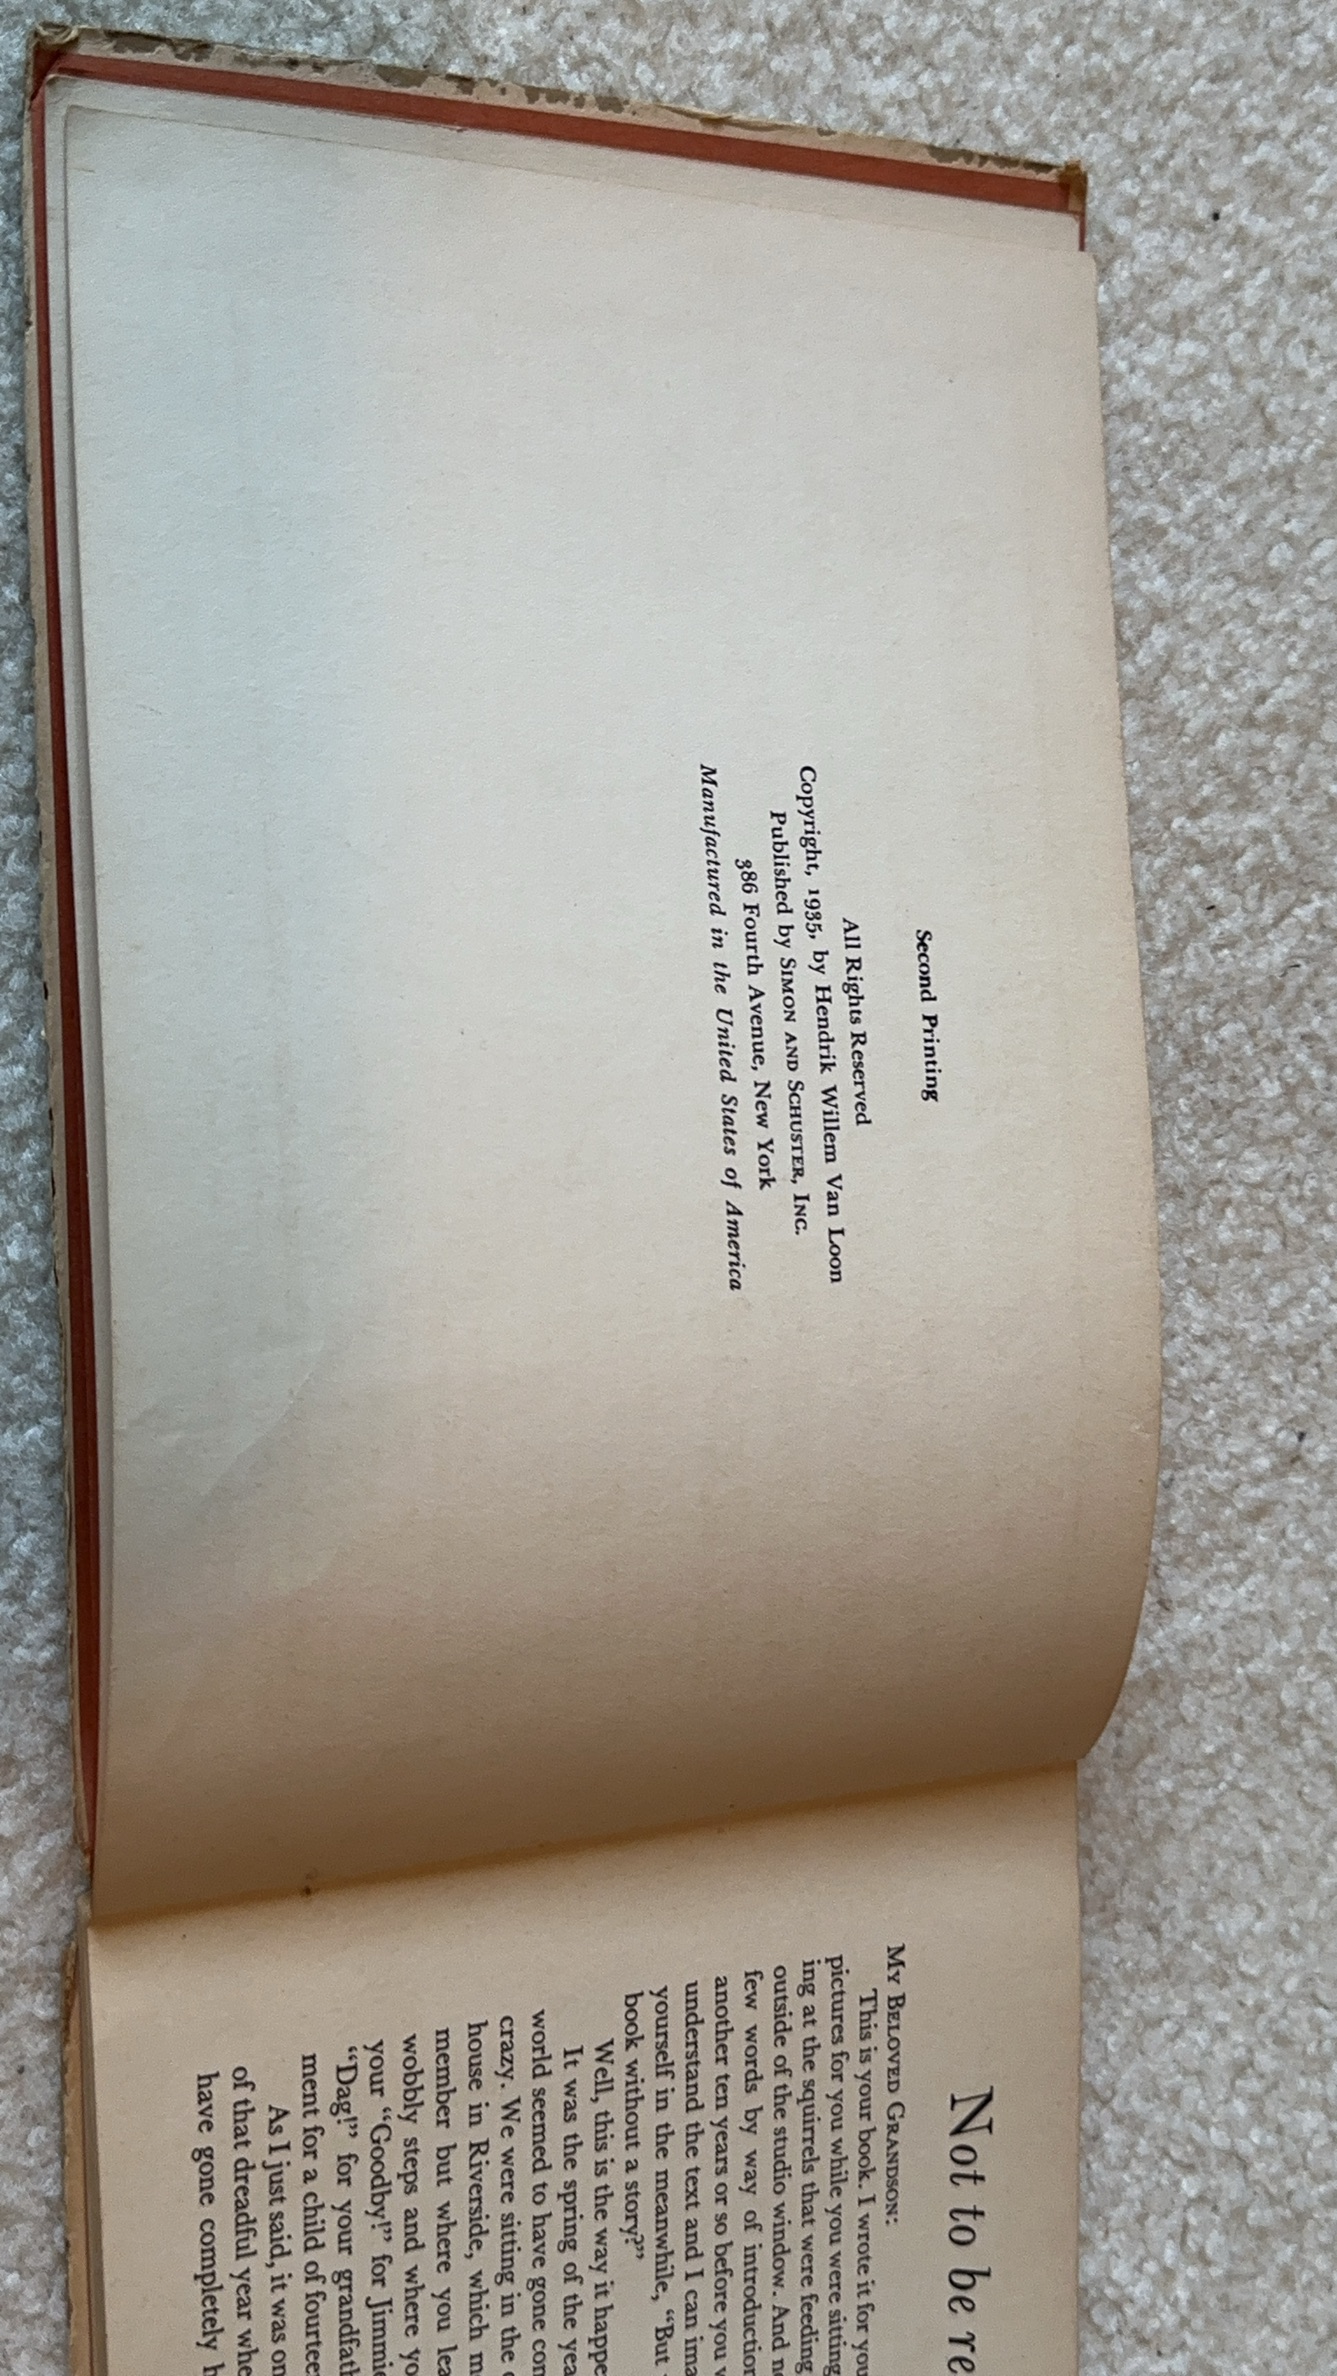 Second Printing
All Rights Reserved
Copyright, 1935, by Hendrik Willem Van Loon
Published by SIMON AND SCHUSTER, INC.
386 Fourth Avenue, New York
Manufactured in the United States of America
Not to be re
MY BELOVED GRANDSON:
This is your book. I wrote it for you
pictures for you while you were sitting
ing at the squirrels that were feeding
outside of the studio window. And n
few words by way of introduction
another ten years or so before you
understand the text and I can ima
yourself in the meanwhile, “But
book without a story?”
Well, this is the way it happe
It was the spring of the yea
world seemed to have gone com
crazy. We were sitting in the
house in Riverside, which m
member but where you lea
wobbly steps and where yo
your “Goodby!” for Jimmie
“Dag!” for your grandfath
ment for a child of fourtee
As I just said, it was on
of that dreadful year whe
have gone completely h